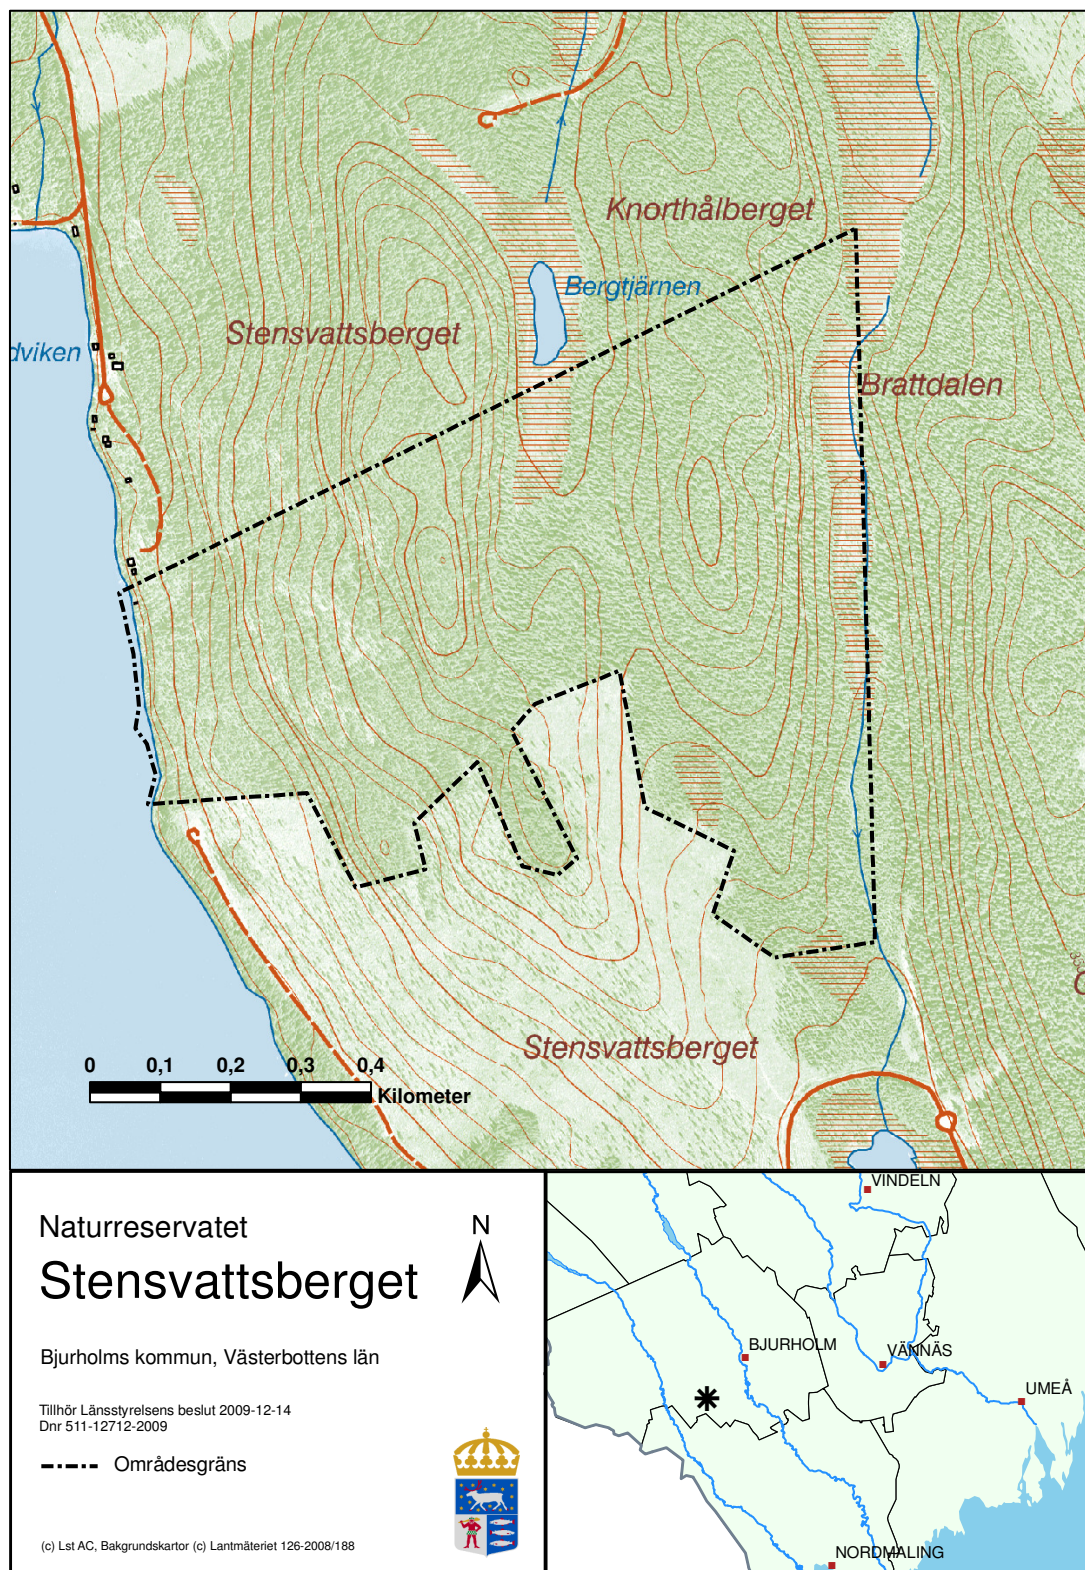 Knorthålberget
Bergtjärnen
Stensvattsberget
dviken
Brattdalen
Stensvattsberget
0 0,1 0,2 0,3 0,4
Kilometer
Naturreservatet
Stensvattsberget
N
Bjurholms kommun, Västerbottens län
Tillhör Länsstyrelsens beslut 2009-12-14
Dnr 511-12712-2009
Områdesgräns
(c) Lst AC, Bakgrundskartor (c) Lantmäteriet 126-2008/188
VINDELN
BJURHOLM
VÄNNÄS
UMEÅ
NORDMALING